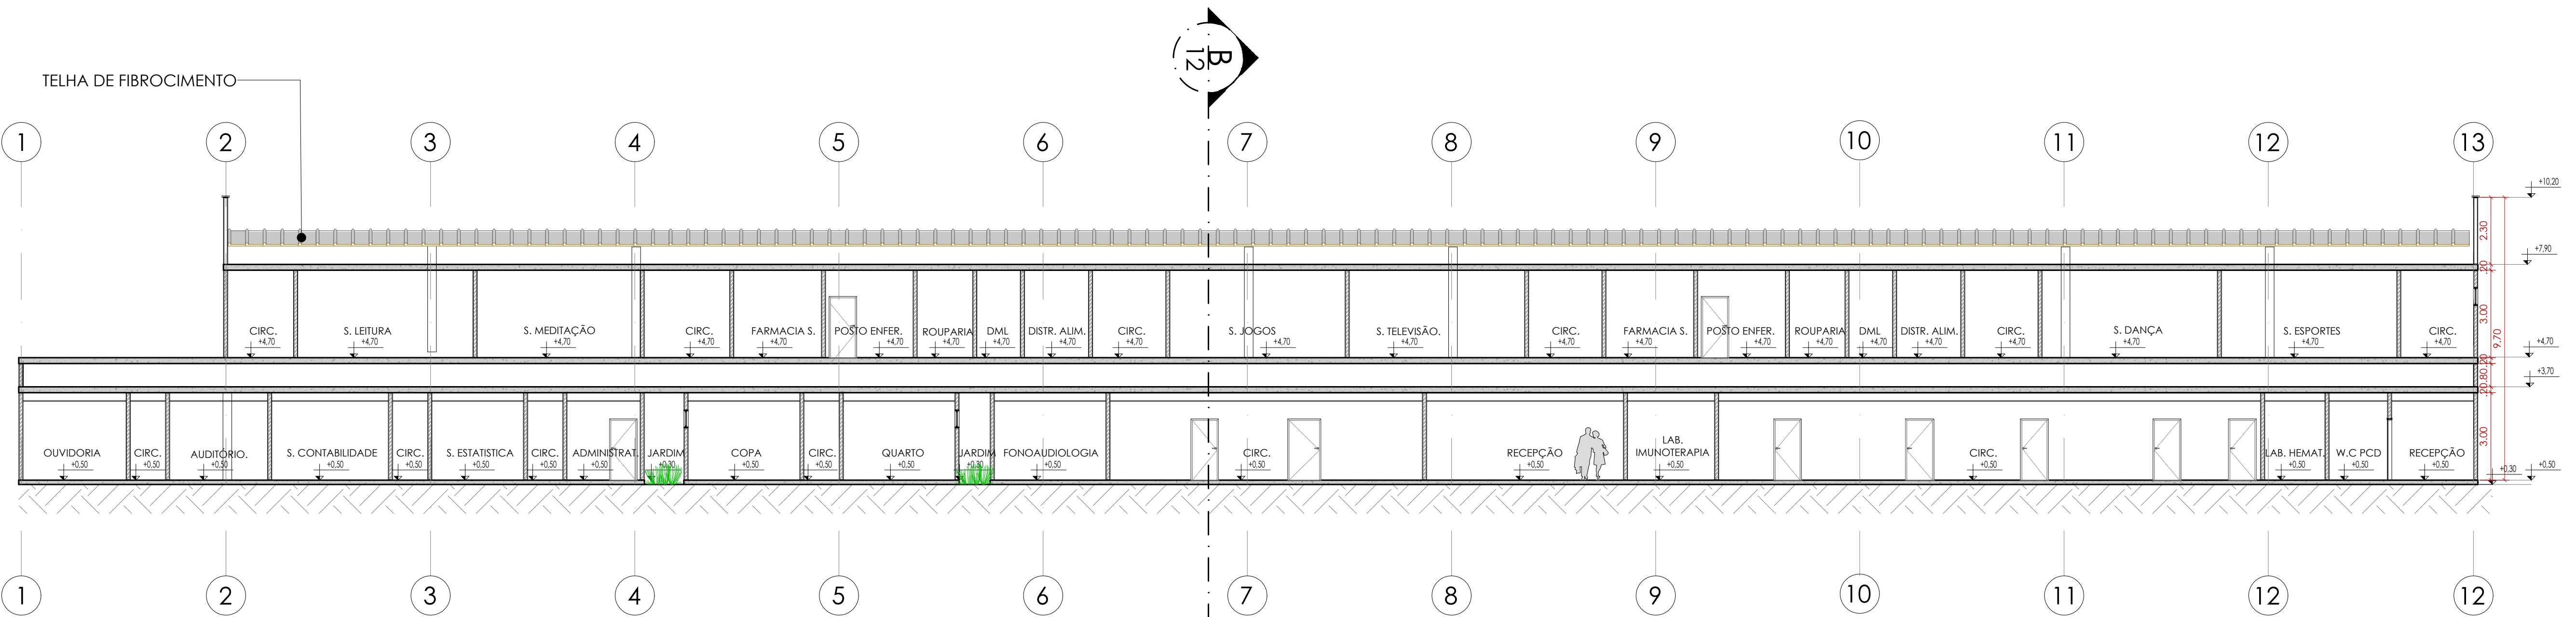 B
12
TELHA DE FIBROCIMENTO
1 2 3 4 5 6 7 8 9 10 11 12 13
+10,20
2.30
+7,90
.20
3.00
9.70
CIRC. S. LEITURA S. MEDITAÇÃO CIRC. FARMACIA S. POSTO ENFER. ROUPARIA DML DISTR. ALIM. CIRC. S. JOGOS S. TELEVISÃO. CIRC. FARMACIA S. POSTO ENFER. ROUPARIA DML DISTR. ALIM. CIRC. S. DANÇA S. ESPORTES CIRC.
+4,70 +4,70 +4,70 +4,70 +4,70 +4,70 +4,70 +4,70 +4,70 +4,70 +4,70 +4,70 +4,70 +4,70 +4,70 +4,70 +4,70 +4,70 +4,70 +4,70 +4,70 +4,70 +4,70
.20
.80
+3,70
.20
3.00
OUVIDORIA CIRC. AUDITÓRIO. S. CONTABILIDADE CIRC. S. ESTATISTICA CIRC. ADMINISTRAT. JARDIM COPA CIRC. QUARTO JARDIM FONOAUDIOLOGIA CIRC. RECEPÇÃO LAB. IMUNOTERAPIA CIRC. LAB. HEMAT. W.C PCD RECEPÇÃO
+0,50 +0,50 +0,50 +0,50 +0,50 +0,50 +0,50 +0,50 +0,30 +0,50 +0,50 +0,50 +0,30 +0,50 +0,50 +0,50 +0,50 +0,50 +0,50 +0,50 +0,50 +0,30 +0,50
1 2 3 4 5 6 7 8 9 10 11 12 12